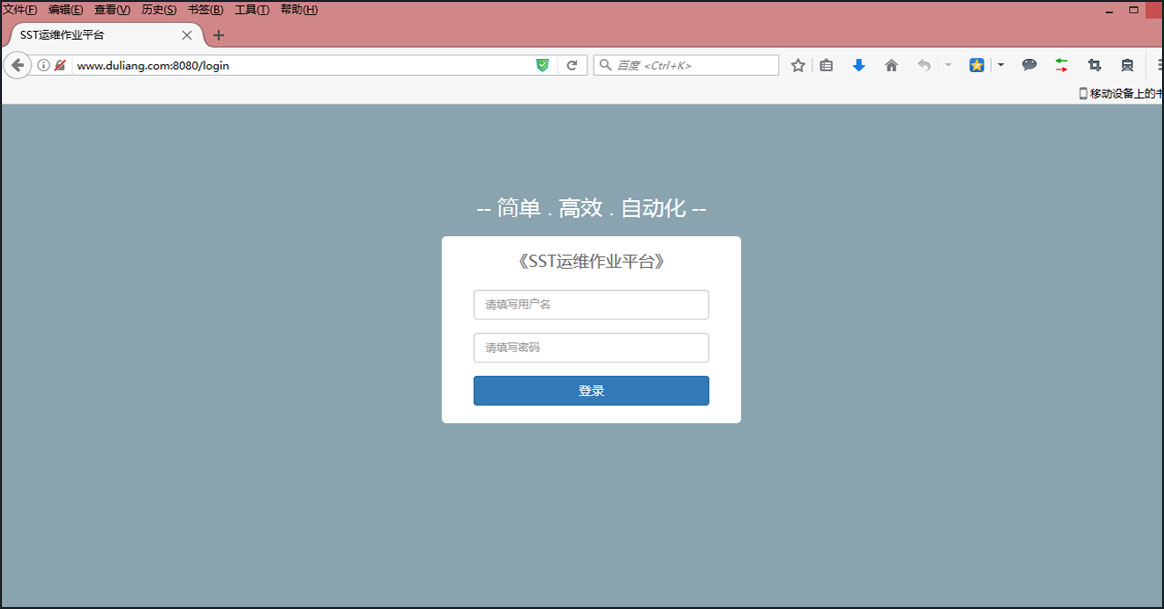 文件(F) 编辑(E) 查看(V) 历史(S) 书签(B) 工具(T) 帮助(H)
SST运维作业平台
www.duliang.com:8080/login
百度 <Ctrl+K>
移动设备上的
-- 简单 . 高效 . 自动化 --
《SST运维作业平台》
请填写用户名
请填写密码
登录